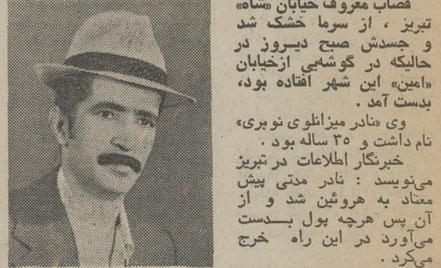 قصاب معروف خیابان «شاه»
تبریز ، از سرما خشک شد
و جسدش صبح دیـروز در
حالیکه در گوشه‌یی ازخیابان
«امین» این شهر افتاده بود،
بدست آمد .
وی «نادر میزانلوی نوبری»
نام داشت و ۳۵ ساله بود .
خبرنگار اطلاعات در تبریز
می‌نویسد : نادر مدتی پیش
معتاد به هروئین شد و از
آن پس هرچه پول بـدست
می‌آورد در این راه خرج
می‌کرد .